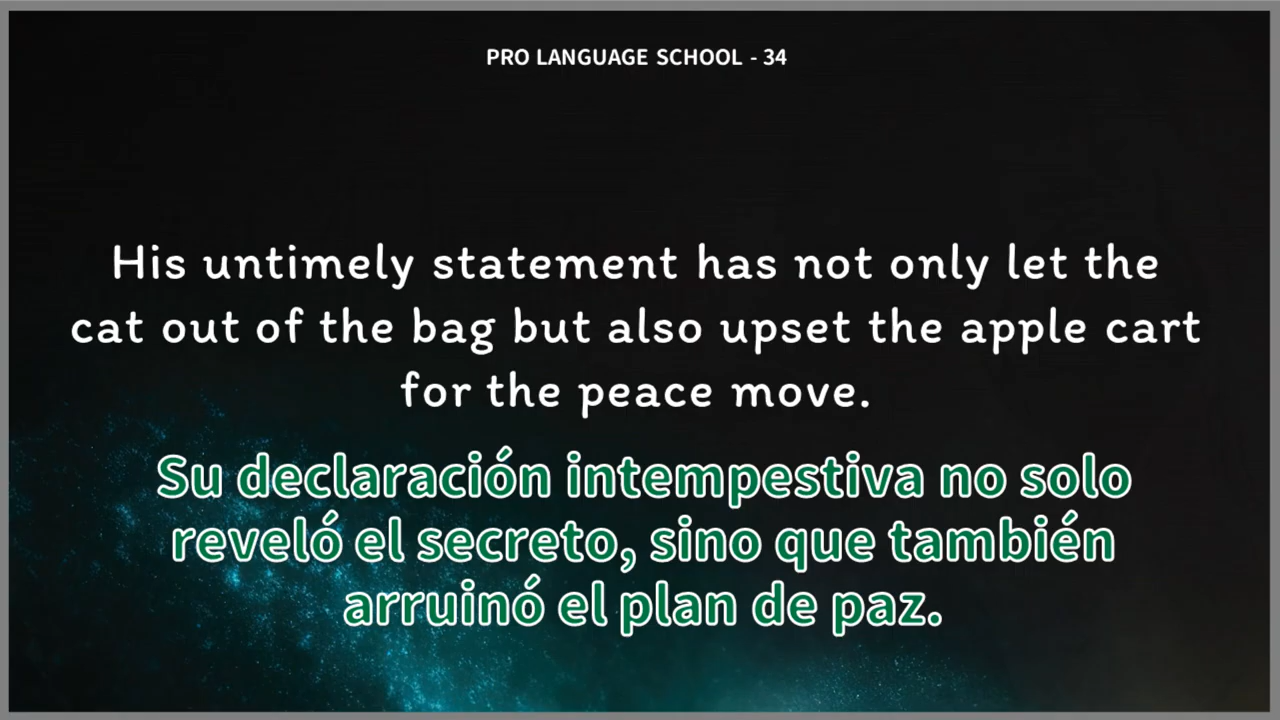 PRO LANGUAGE SCHOOL - 34
His untimely statement has not only let the
cat out of the bag but also upset the apple cart
for the peace move.
Su declaración intempestiva no solo
reveló el secreto, sino que también
arruinó el plan de paz.